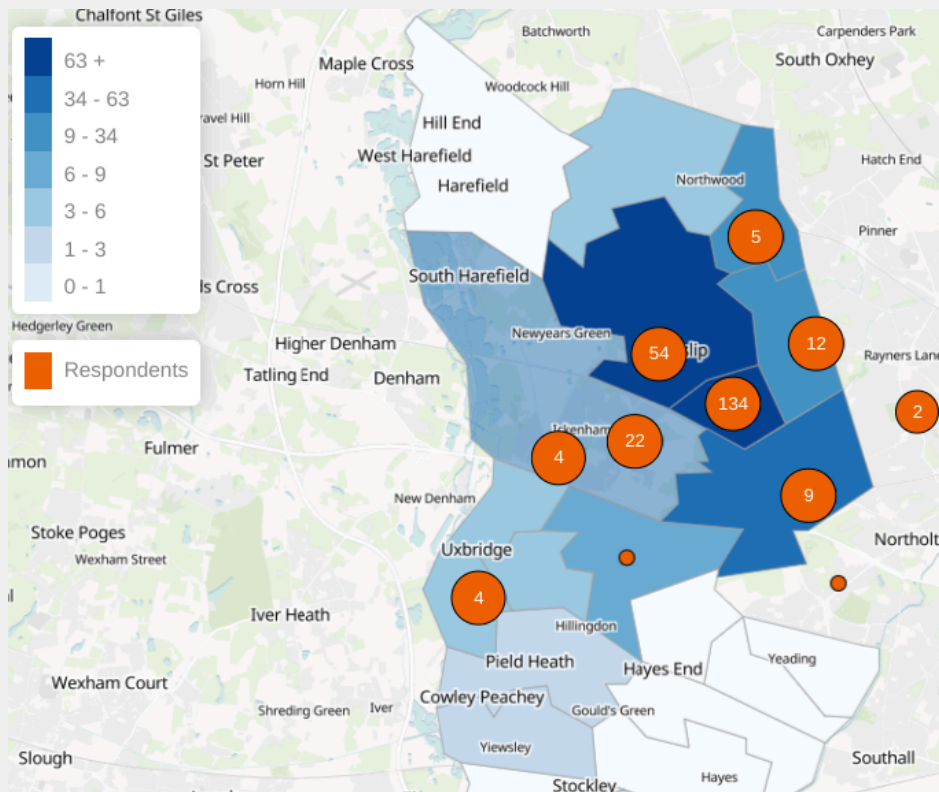 Chalfont St Giles
63 +
34 - 63
9 - 34
6 - 9
3 - 6
1 - 3
0 - 1
Respondents
Batchworth
Carpenders Park
South Oxhey
Maple Cross
Horn Hill
Woodcock Hill
Hill End
St Peter
West Harefield
Hatch End
Harefield
Northwood
Pinner
5
South Harefield
Hedgerley Green
Newyears Green
Higher Denham
12
54
Rayners Lane
Tatling End
Denham
134
2
Ickenham
22
Fulmer
4
New Denham
9
Stoke Poges
Northolt
Uxbridge
Wexham Street
4
Iver Heath
Hillingdon
Pield Heath
Hayes End
Yeading
Wexham Court
Cowley Peachey
Shreding Green
Iver
Gould's Green
Yiewsley
Slough
Southall
Hayes
Stockley